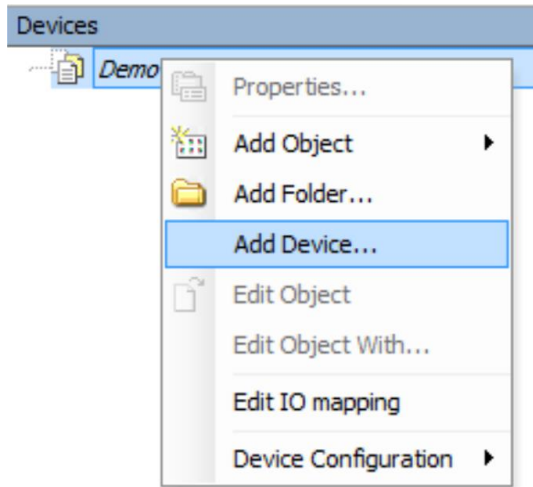 Devices
Demo
Properties...
Add Object
Add Folder...
Add Device...
Edit Object
Edit Object With...
Edit IO mapping
Device Configuration